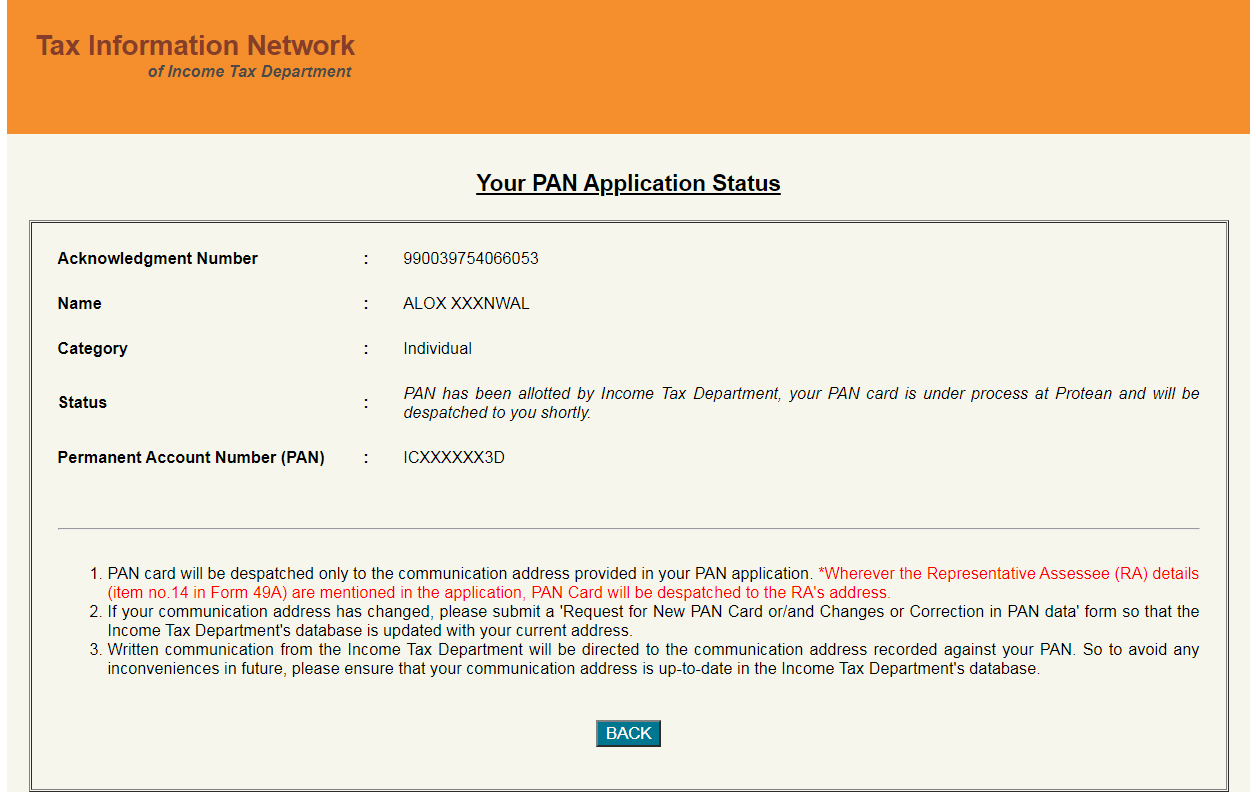 Tax Information Network
of Income Tax Department
Your PAN Application Status
Acknowledgment Number : 990039754066053
Name : ALOX XXXNWAL
Category : Individual
Status : PAN has been allotted by Income Tax Department, your PAN card is under process at Protean and will be
despatched to you shortly.
Permanent Account Number (PAN) : ICXXXXXX3D
1. PAN card will be despatched only to the communication address provided in your PAN application. *Wherever the Representative Assessee (RA) details
(item no.14 in Form 49A) are mentioned in the application, PAN Card will be despatched to the RA's address.
2. If your communication address has changed, please submit a 'Request for New PAN Card or/and Changes or Correction in PAN data' form so that the
Income Tax Department's database is updated with your current address.
3. Written communication from the Income Tax Department will be directed to the communication address recorded against your PAN. So to avoid any
inconveniences in future, please ensure that your communication address is up-to-date in the Income Tax Department's database.
BACK